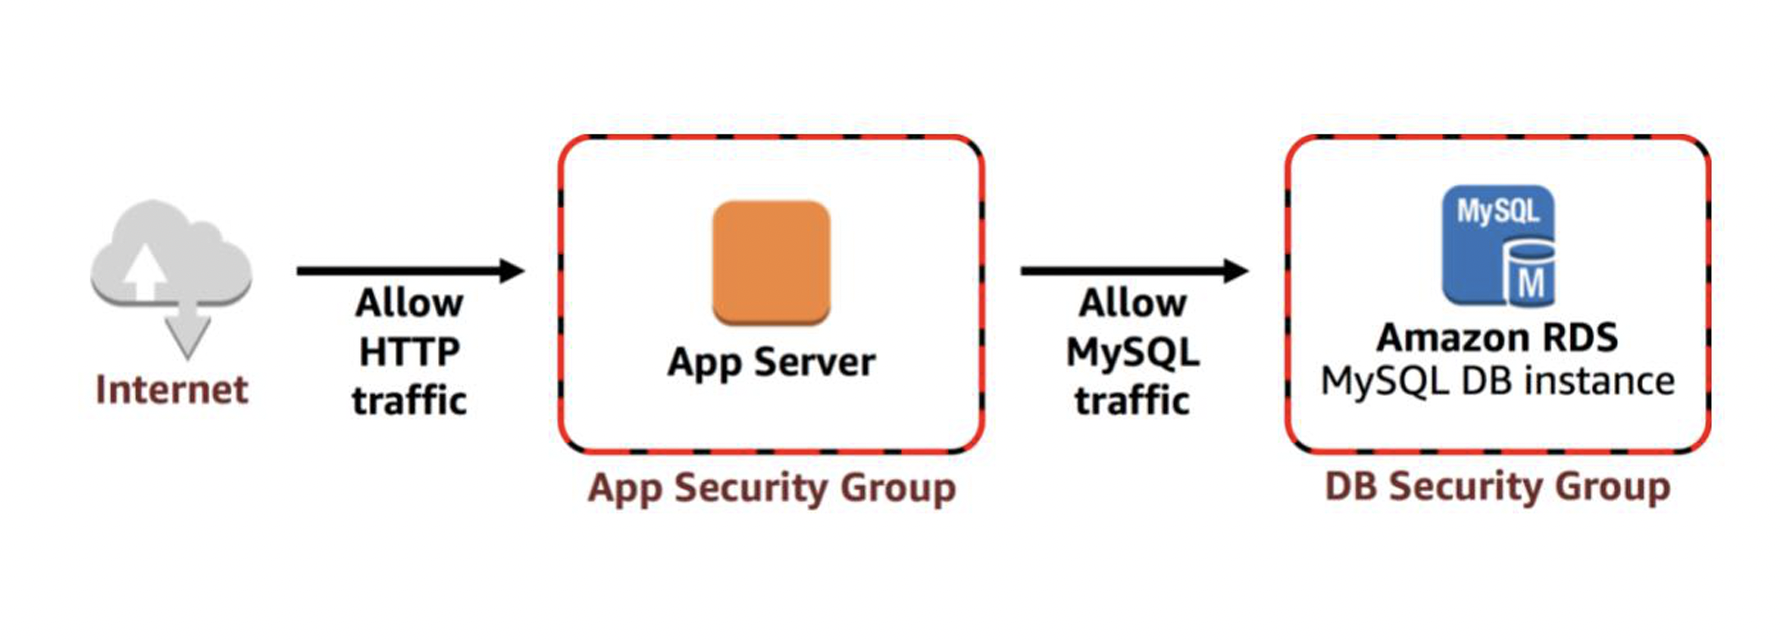 Internet
Allow
HTTP
traffic
App Server
App Security Group
Allow
MySQL
traffic
MySQL
M
Amazon RDS
MySQL DB instance
DB Security Group